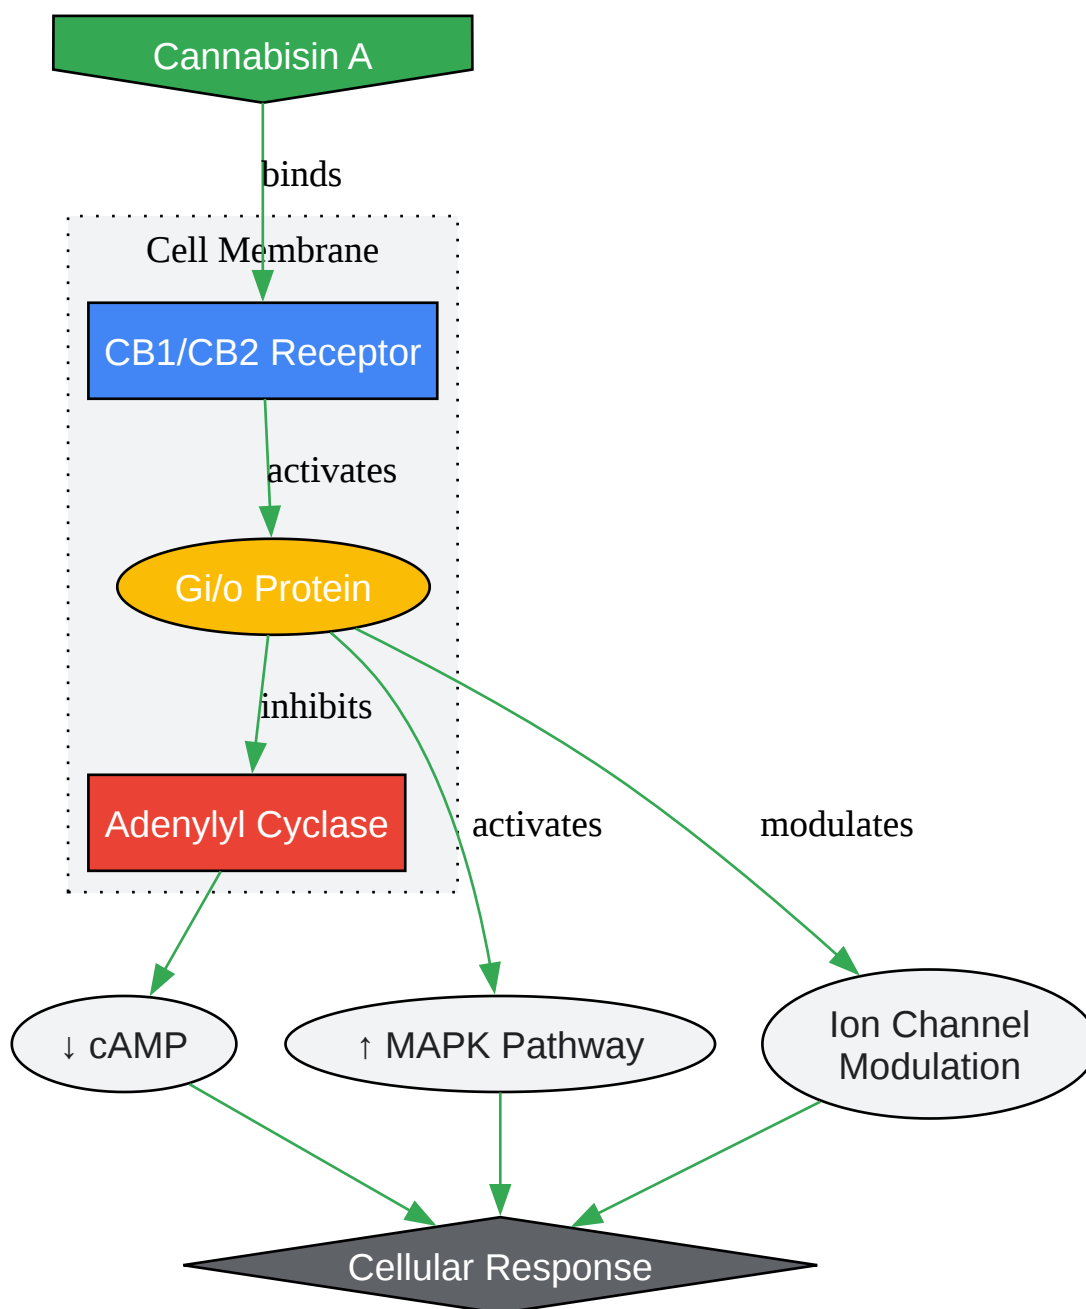 Cannabisin A
binds
Cell Membrane
CB1/CB2 Receptor
activates
Gi/o Protein
inhibits
Adenylyl Cyclase
activates
modulates
↓ cAMP
↑ MAPK Pathway
Ion Channel
Modulation
Cellular Response